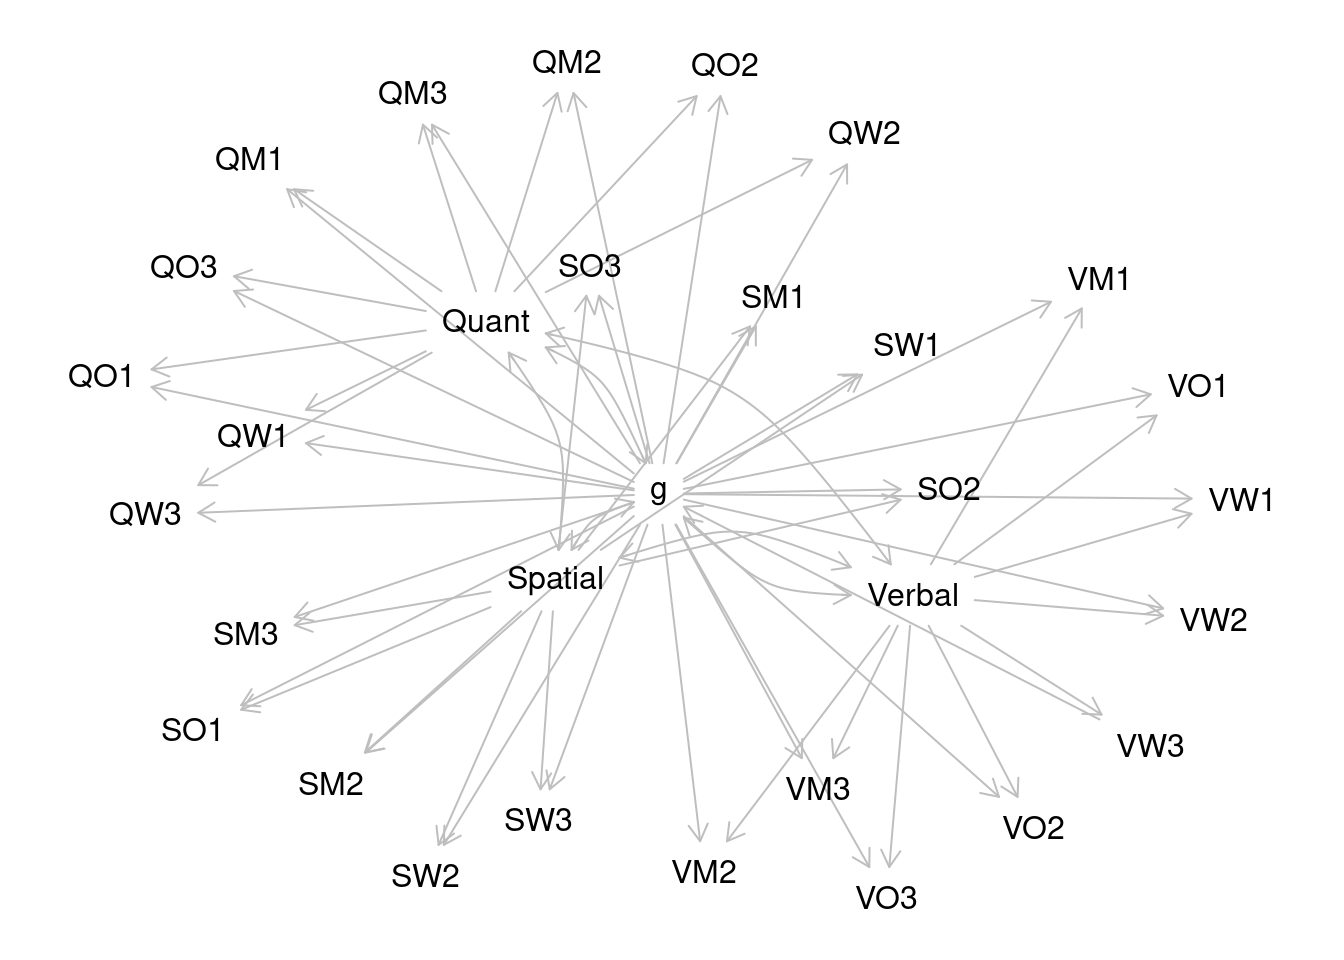 QM2
QO2
QM3
QW2
QM1
QO3
SO3
VM1
SM1
Quant
SW1
QO1
VO1
QW1
g
SO2
VW1
QW3
Spatial
Verbal
VW2
SM3
SO1
VW3
SM2
VM3
SW3
VO2
VM2
SW2
VO3